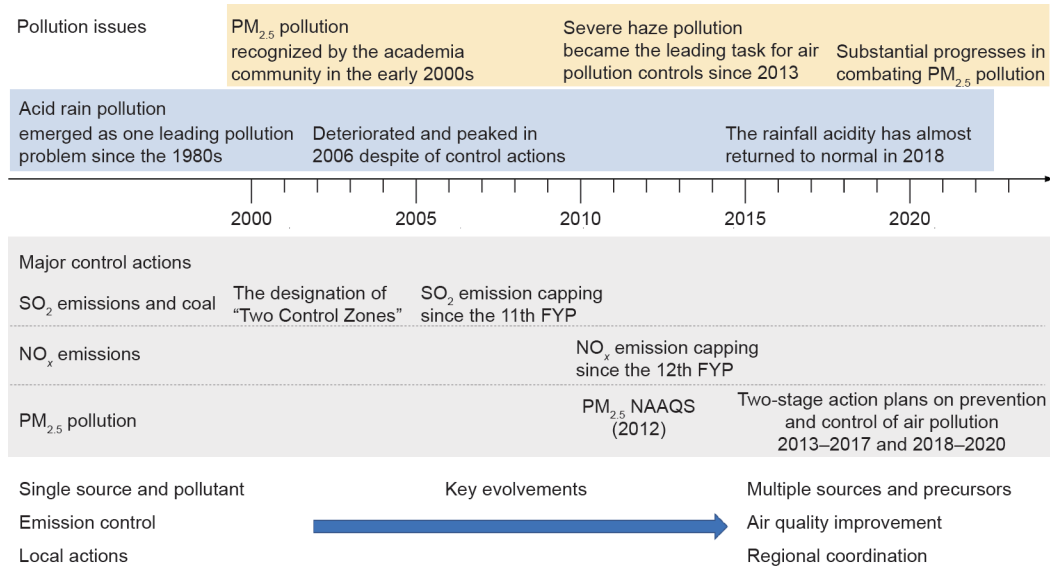 Pollution issues
PM2.5 pollution
recognized by the academia
community in the early 2000s
Severe haze pollution
became the leading task for air
pollution controls since 2013
Substantial progresses in
combating PM2.5 pollution
Acid rain pollution
emerged as one leading pollution
problem since the 1980s
Deteriorated and peaked in
2006 despite of control actions
The rainfall acidity has almost
returned to normal in 2018
2000 2005 2010 2015 2020
Major control actions
SO2 emissions and coal
The designation of
“Two Control Zones”
SO2 emission capping
since the 11th FYP
NOx emissions
NOx emission capping
since the 12th FYP
PM2.5 pollution
PM2.5 NAAQS
(2012)
Two-stage action plans on prevention
and control of air pollution
2013–2017 and 2018–2020
Single source and pollutant
Emission control
Local actions
Key evolvements
Multiple sources and precursors
Air quality improvement
Regional coordination